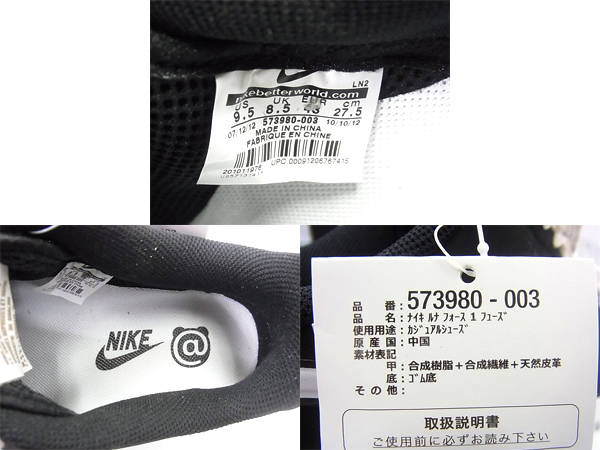 LN2
nikebetterworld.com
US UK EUR cm
9.5 8.5 43 27.5
07/12/12 573980-003 10/10/12
MADE IN CHINA
FABRIQUE EN CHINE
UPC 00091206767415
201011976
NIKE @
品番: 573980-003
品名: ナイキ ルナ フォース 1 フューズ
使用用途: カジュアルシューズ
原産国: 中国
素材表記
甲: 合成樹脂+合成繊維+天然皮革
底: ゴム底
その他:
取扱説明書
ご使用前に必ずお読み下さい